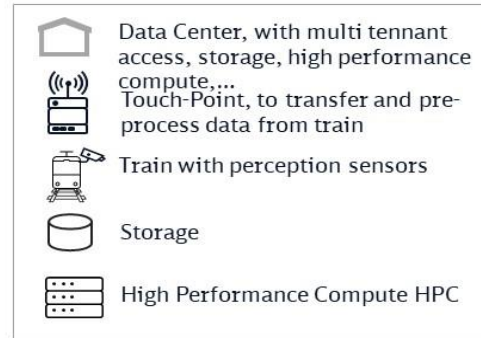 Data Center, with multi tennant
access, storage, high performance
compute,...
Touch-Point, to transfer and pre-
process data from train
Train with perception sensors
Storage
High Performance Compute HPC